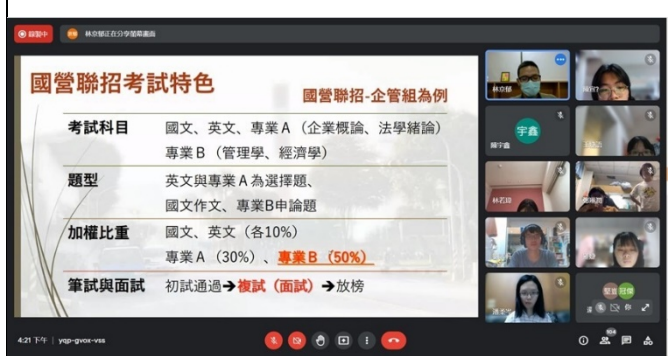 錄製中
林京郁正在分享螢幕畫面
國營聯招考試特色
國營聯招-企管組為例
考試科目 國文、英文、專業A（企業概論、法學緒論）
專業B（管理學、經濟學）
題型 英文與專業A為選擇題、
國文作文、專業B申論題
加權比重 國文、英文（各10%）
專業A（30%）、專業B（50%）
筆試與面試 初試通過➔複試（面試）➔放榜
宇鑫
4:21 下午 | yqp-gvox-vss
104